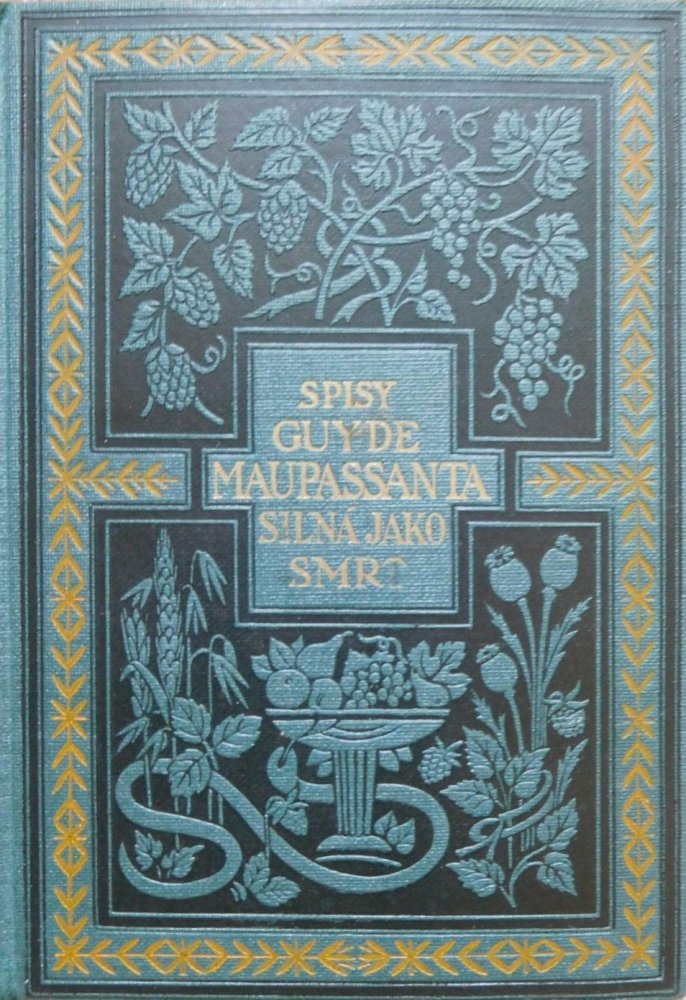 SPISY
GUY DE
MAUPASSANTA
SILNÁ JAKO
SMRT